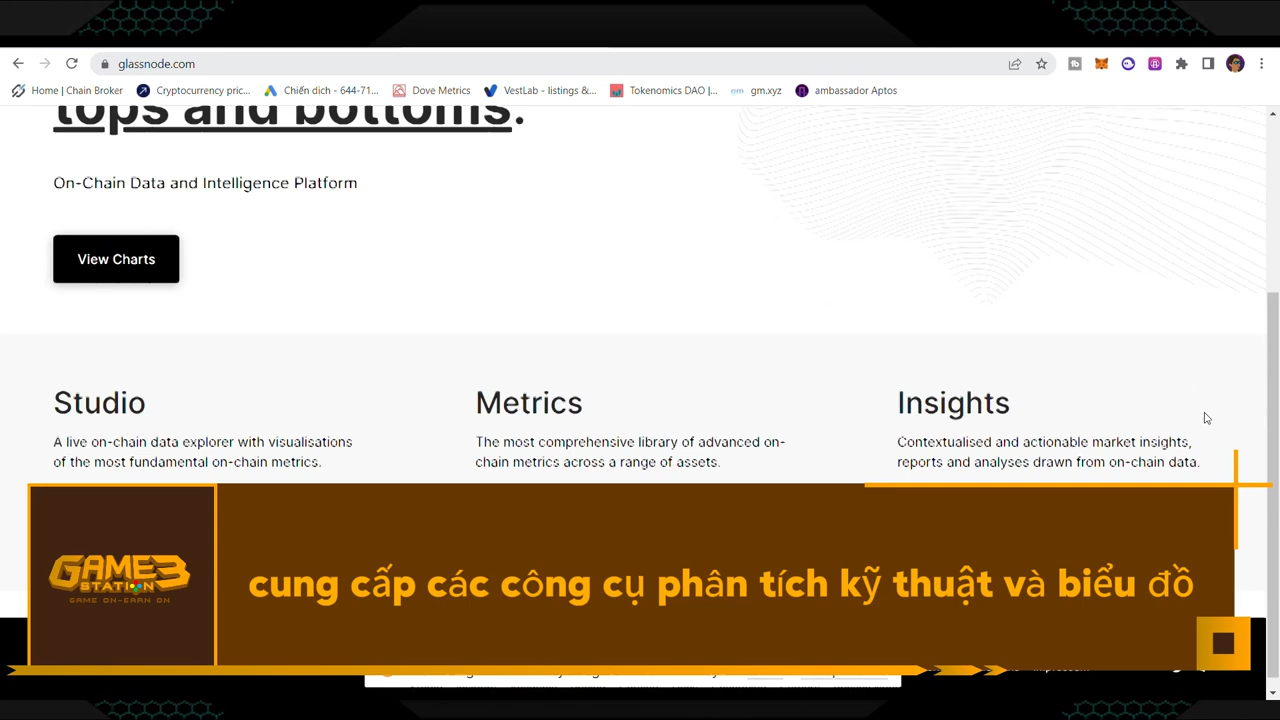 glassnode.com
Home | Chain Broker
Cryptocurrency pric...
Chiến dịch - 644-71...
Dove Metrics
VestLab - listings &...
Tokenomics DAO |...
gm.xyz
ambassador Aptos
tops and bottoms.
On-Chain Data and Intelligence Platform
View Charts
Studio
A live on-chain data explorer with visualisations
of the most fundamental on-chain metrics.
Metrics
The most comprehensive library of advanced on-
chain metrics across a range of assets.
Insights
Contextualised and actionable market insights,
reports and analyses drawn from on-chain data.
GAME3
STATION
GAME ON-EARN ON
cung cấp các công cụ phân tích kỹ thuật và biểu đồ